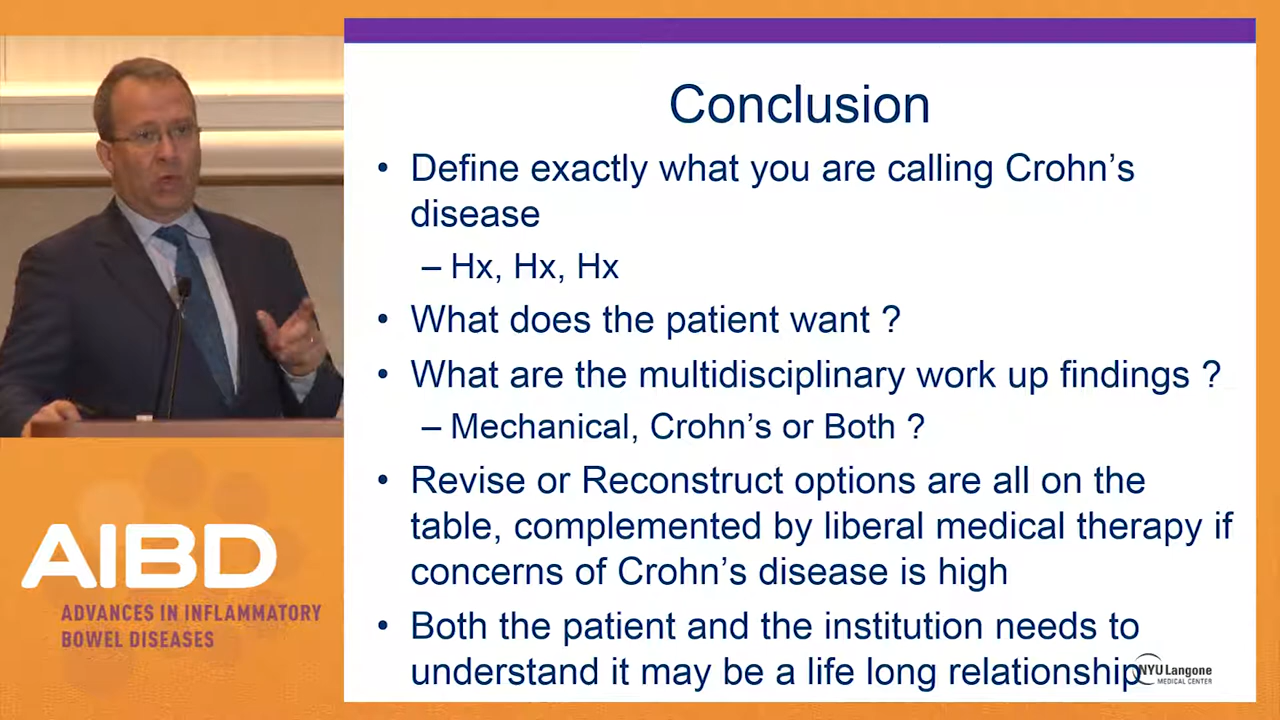 Conclusion
• Define exactly what you are calling Crohn's
disease
– Hx, Hx, Hx
• What does the patient want ?
• What are the multidisciplinary work up findings ?
– Mechanical, Crohn's or Both ?
• Revise or Reconstruct options are all on the
table, complemented by liberal medical therapy if
concerns of Crohn's disease is high
• Both the patient and the institution needs to
understand it may be a life long relationship
NYU Langone
MEDICAL CENTER
AIBD
ADVANCES IN INFLAMMATORY
BOWEL DISEASES